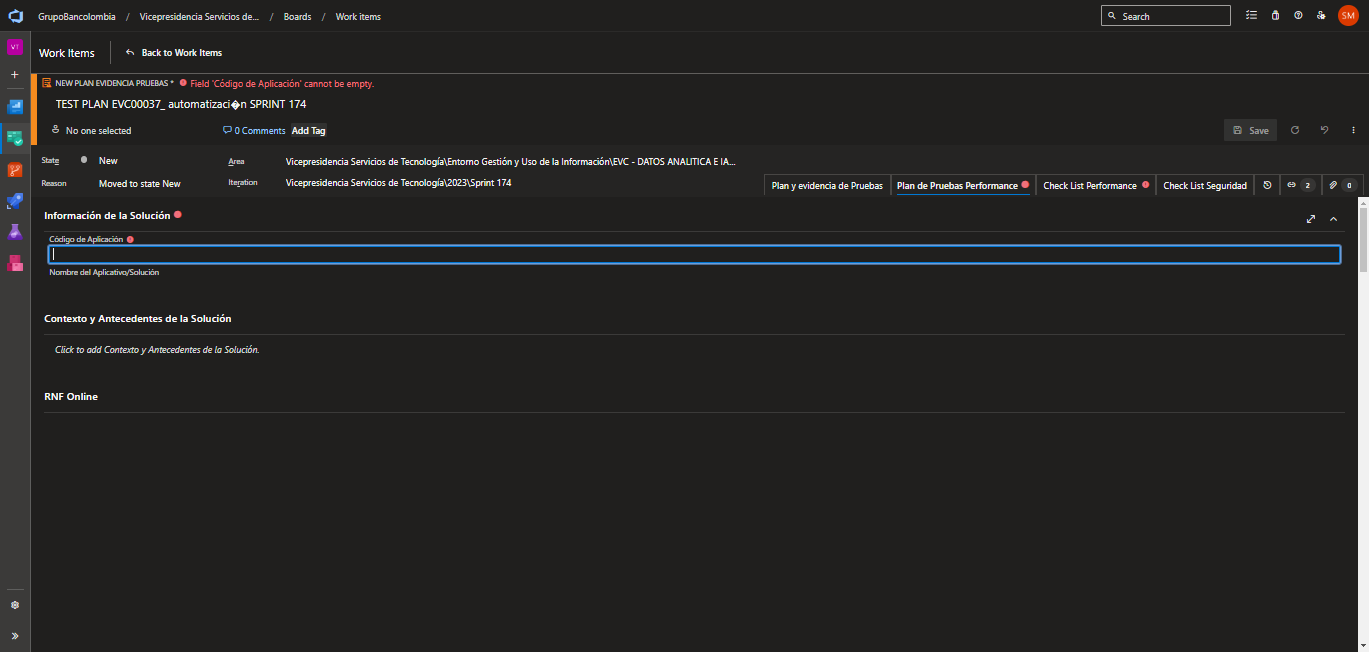 GrupoBancolombia / Vicepresidencia Servicios de... / Boards / Work items
Search
SM
VT
Work Items
Back to Work Items
NEW PLAN EVIDENCIA PRUEBAS * Field 'Código de Aplicación' cannot be empty.
TEST PLAN EVC00037_ automatizaci�n SPRINT 174
No one selected
0 Comments
Add Tag
Save
State
New
Area
Vicepresidencia Servicios de Tecnología\Entorno Gestión y Uso de la Información\EVC - DATOS ANALITICA E IA...
Reason
Moved to state New
Iteration
Vicepresidencia Servicios de Tecnología\2023\Sprint 174
Plan y evidencia de Pruebas
Plan de Pruebas Performance
Check List Performance
Check List Seguridad
2
0
Información de la Solución
Código de Aplicación
Nombre del Aplicativo/Solución
Contexto y Antecedentes de la Solución
Click to add Contexto y Antecedentes de la Solución.
RNF Online